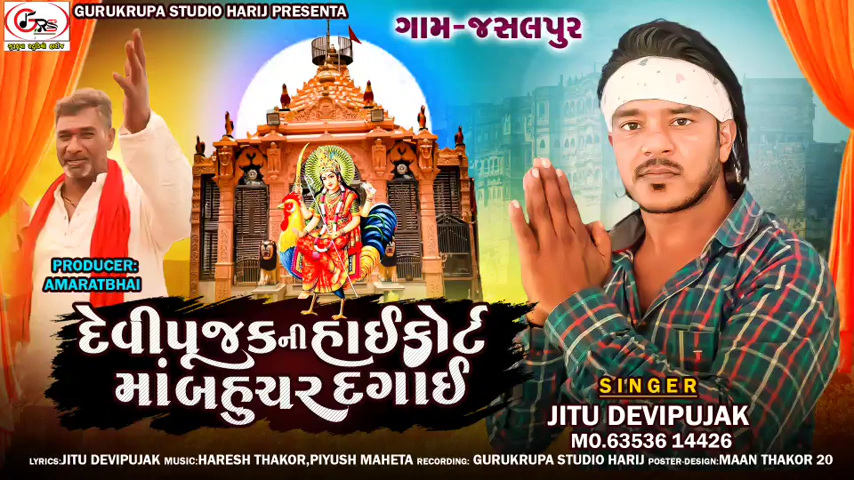 GURUKRUPA STUDIO HARIJ PRESENTA
GRS
ગુરુકૃપા સ્ટુડિયો હારીજ
ગામ-જસલપુર
PRODUCER:
AMARATBHAI
દેવીપૂજકની હાઈકોર્ટ
માં બહુચર દગાઈ
SINGER
JITU DEVIPUJAK
MO.63536 14426
LYRICS:JITU DEVIPUJAK MUSIC:HARESH THAKOR,PIYUSH MAHETA RECORDING: GURUKRUPA STUDIO HARIJ POSTER-DESIGN:MAAN THAKOR 20